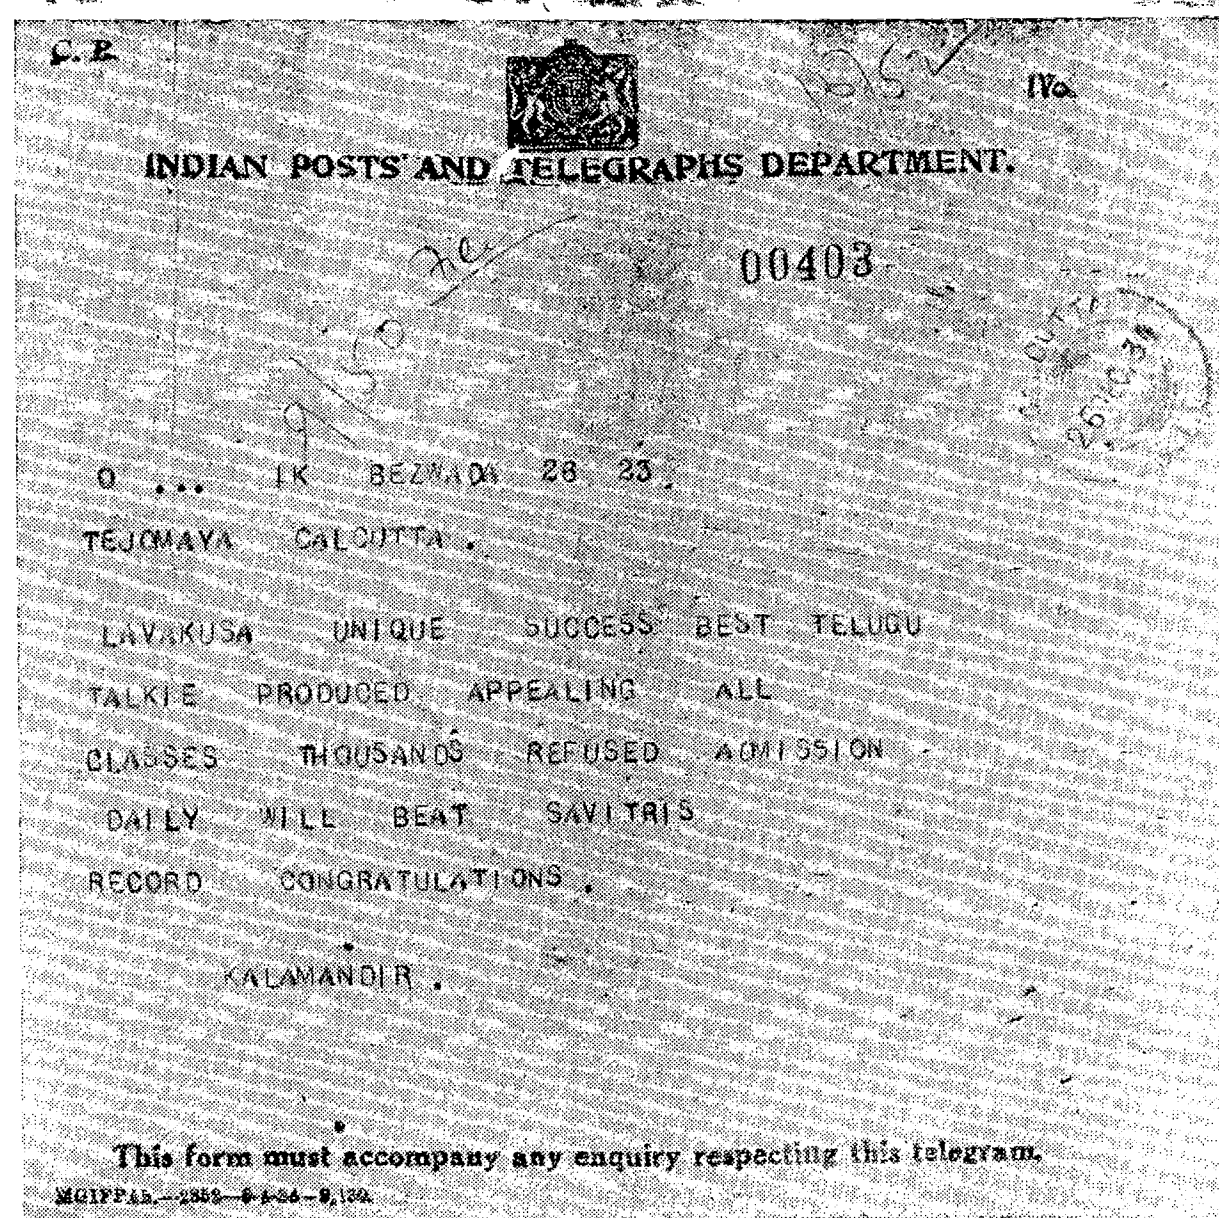 C. B.
No.
INDIAN POSTS AND TELEGRAPHS DEPARTMENT.
00403
O ... IK BEZWADA 26 23.
TEJOMAYA CALCUTTA.
LAVAKUSA UNIQUE SUCCESS BEST TELUGU
TALKIE PRODUCED APPEALING ALL
CLASSES THOUSANDS REFUSED ADMISSION
DAILY WILL BEAT SAVITRIS
RECORD CONGRATULATIONS.
KALAMANDIR.
This form must accompany any enquiry respecting this telegram.